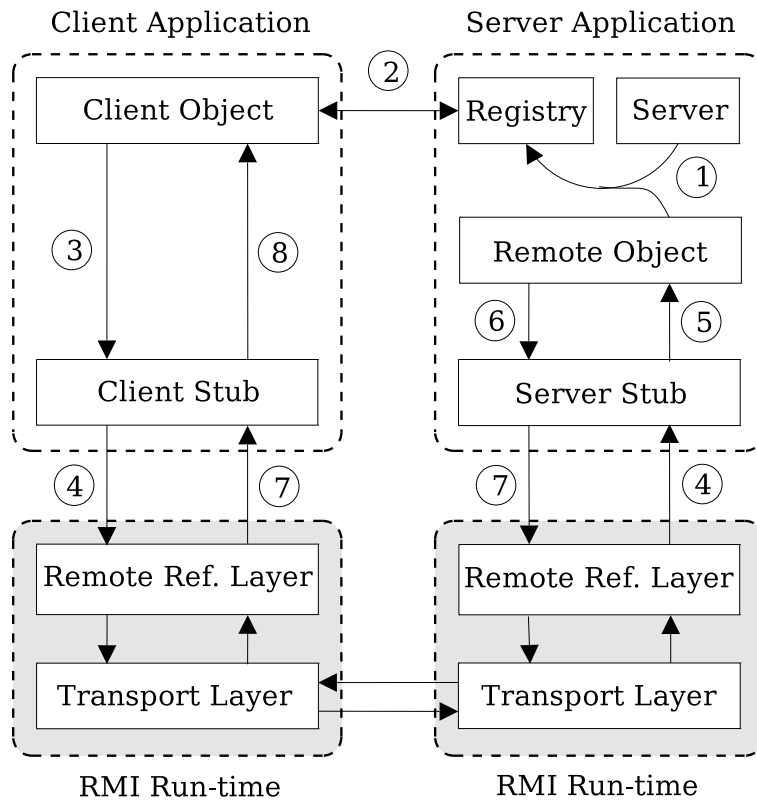 Client Application
Server Application
2
Client Object
Registry
Server
1
3
8
Remote Object
6
5
Client Stub
Server Stub
4
7
7
4
Remote Ref. Layer
Remote Ref. Layer
Transport Layer
Transport Layer
RMI Run-time
RMI Run-time